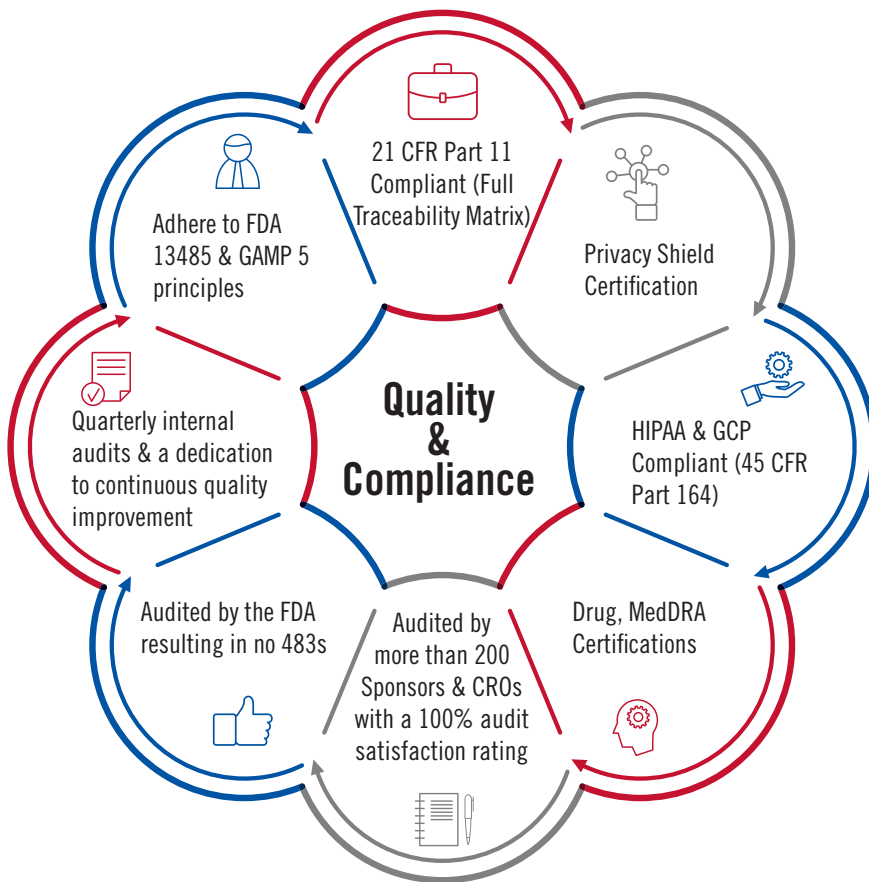 21 CFR Part 11
Compliant (Full
Traceability Matrix)
Privacy Shield
Certification
HIPAA & GCP
Compliant (45 CFR
Part 164)
Drug, MedDRA
Certifications
Audited by
more than 200
Sponsors & CROs
with a 100% audit
satisfaction rating
Audited by the FDA
resulting in no 483s
Quarterly internal
audits & a dedication
to continuous quality
improvement
Adhere to FDA
13485 & GAMP 5
principles
Quality
&
Compliance